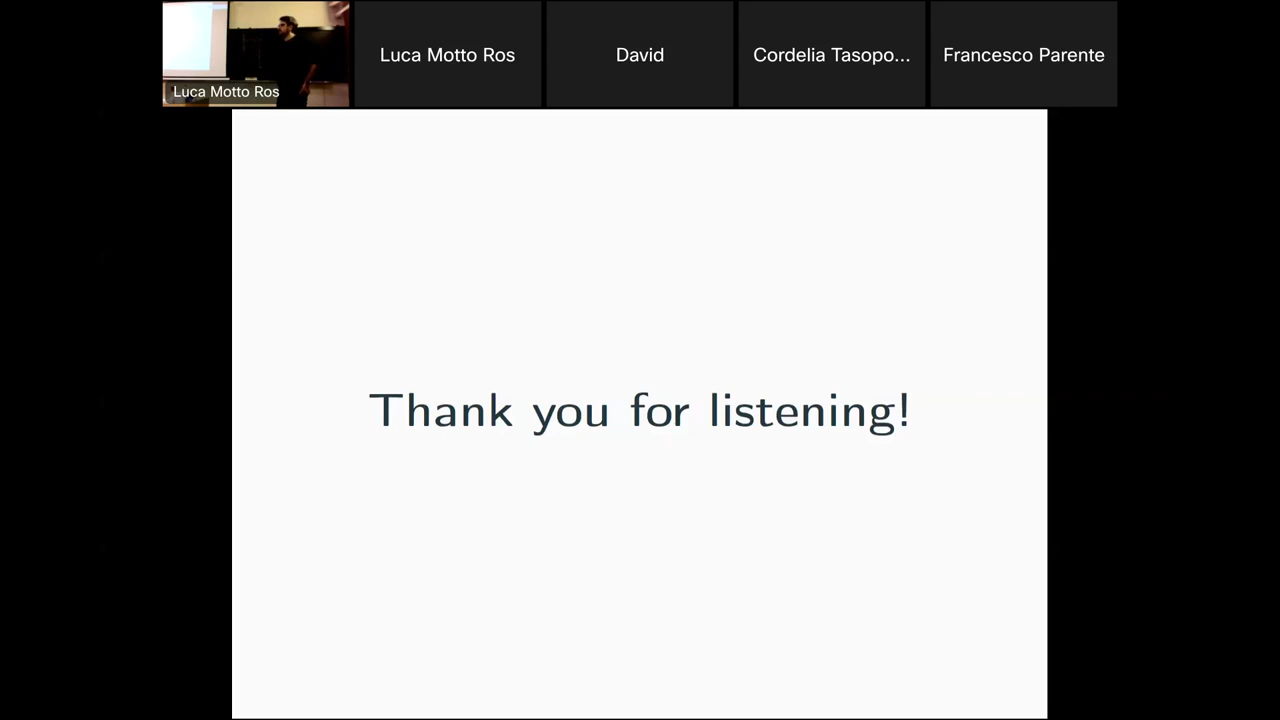 Luca Motto Ros
Luca Motto Ros
David
Cordelia Tasopo...
Francesco Parente
Thank you for listening!